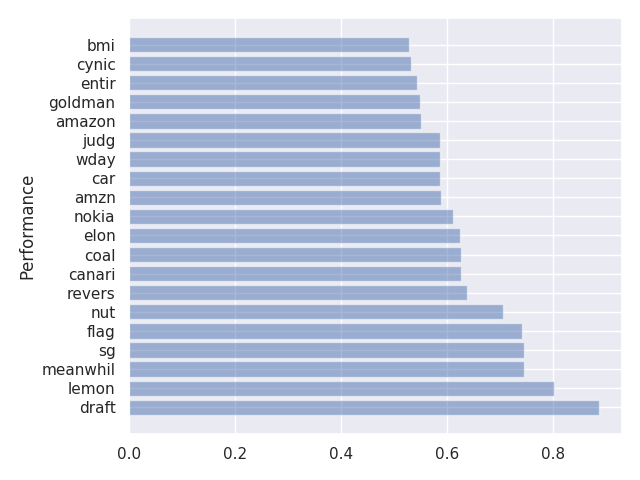 bmi
cynic
entir
goldman
amazon
judg
wday
car
amzn
nokia
elon
coal
canari
revers
nut
flag
sg
meanwhil
lemon
draft
Performance
0.0 0.2 0.4 0.6 0.8